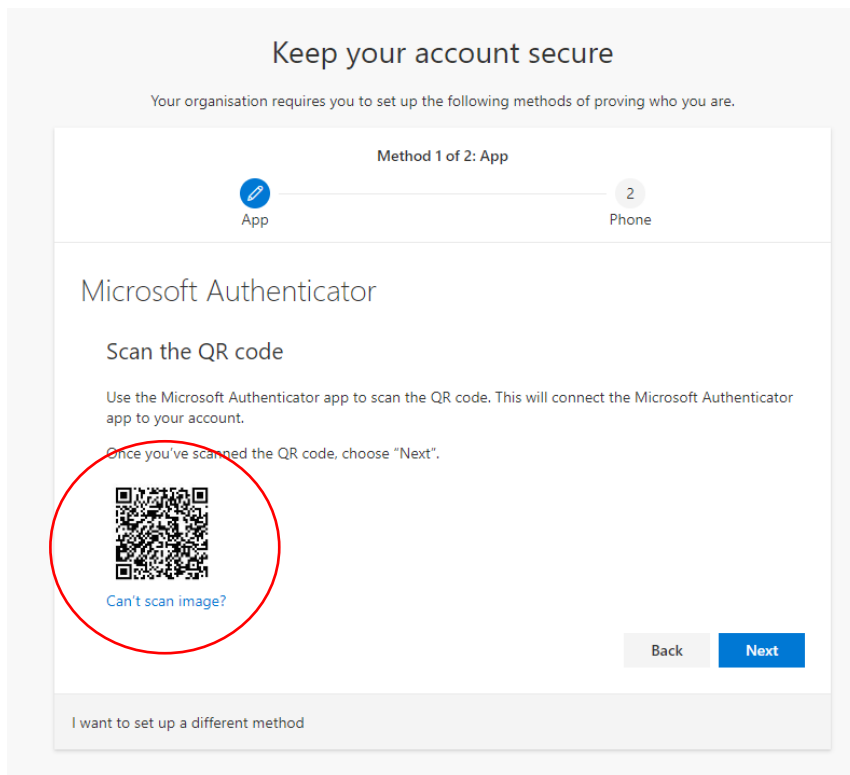 Keep your account secure
Your organisation requires you to set up the following methods of proving who you are.
Method 1 of 2: App
2
App
Phone
Microsoft Authenticator
Scan the QR code
Use the Microsoft Authenticator app to scan the QR code. This will connect the Microsoft Authenticator
app to your account.
Once you've scanned the QR code, choose “Next”.
Can't scan image?
Back
Next
I want to set up a different method